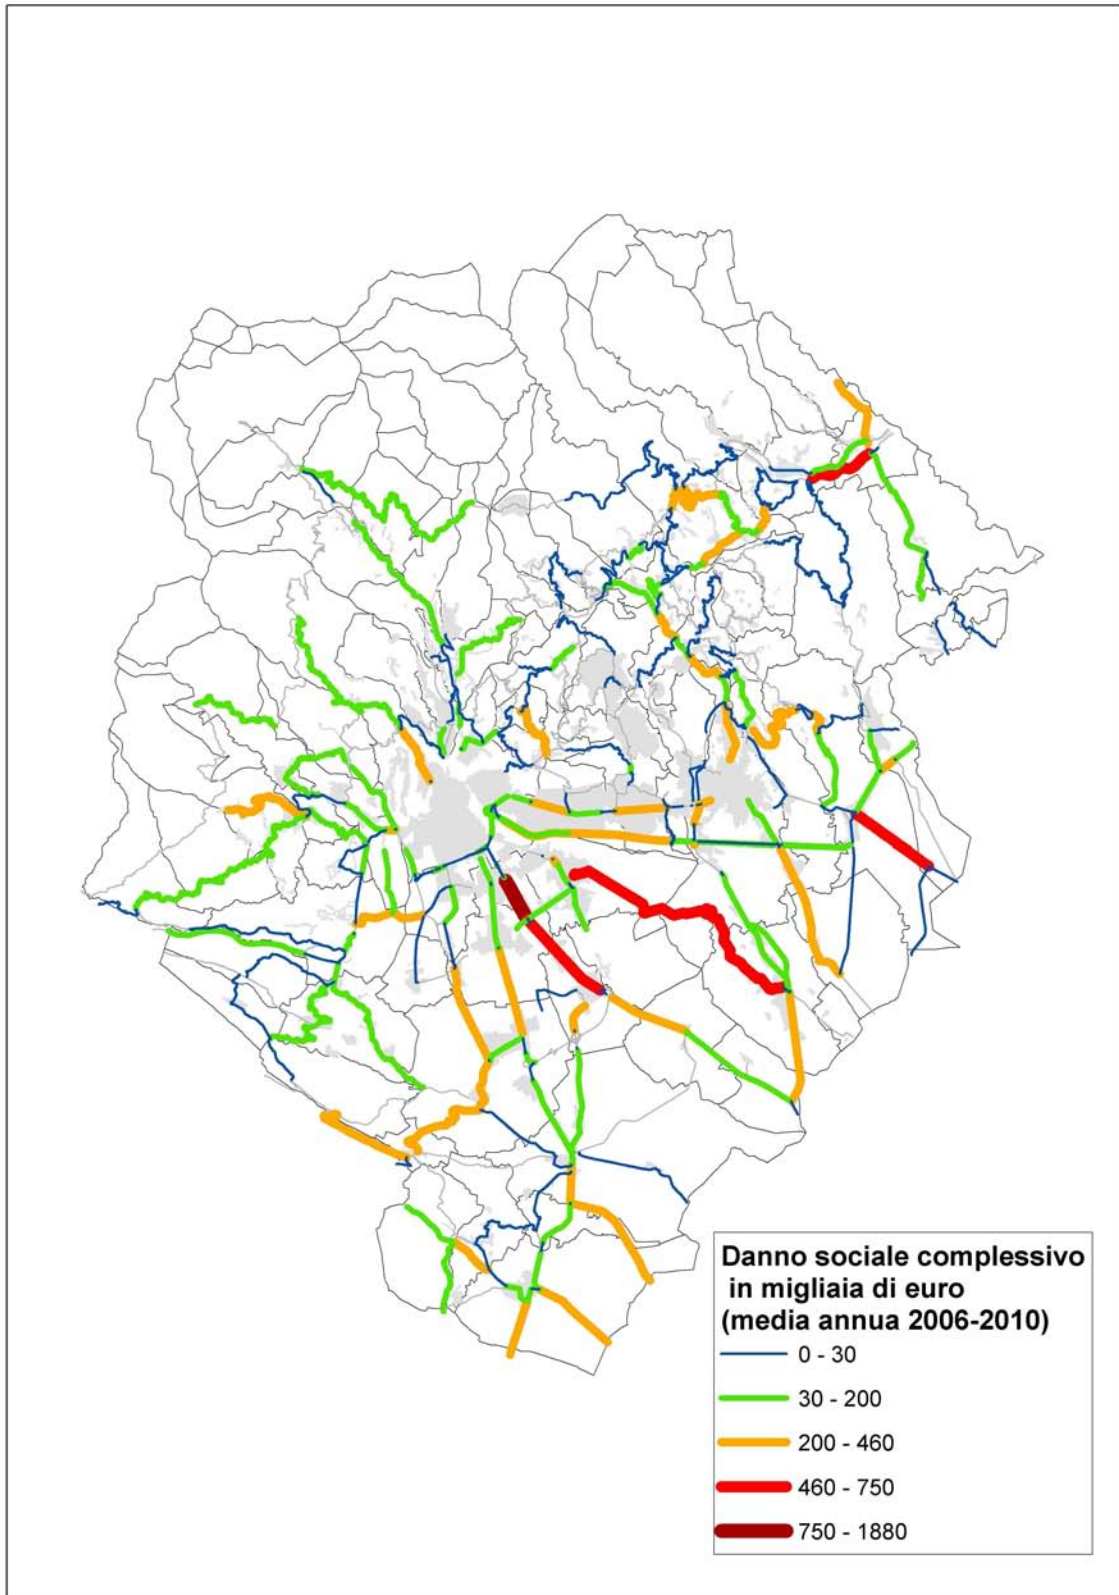 Danno sociale complessivo
in migliaia di euro
(media annua 2006-2010)
0 - 30
30 - 200
200 - 460
460 - 750
750 - 1880